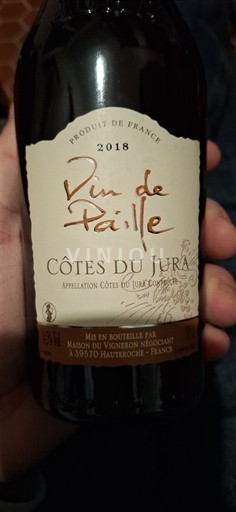 PRODUIT DE FRANCE
2018
Vin de
Paille
VINIOU
CÔTES DU JURA
APPELLATION CÔTES DU JURA CONTRÔLÉE
MIS EN BOUTEILLE PAR
MAISON DU VIGNERON NÉGOCIANT
À 39570 HAUTEROCHE - FRANCE